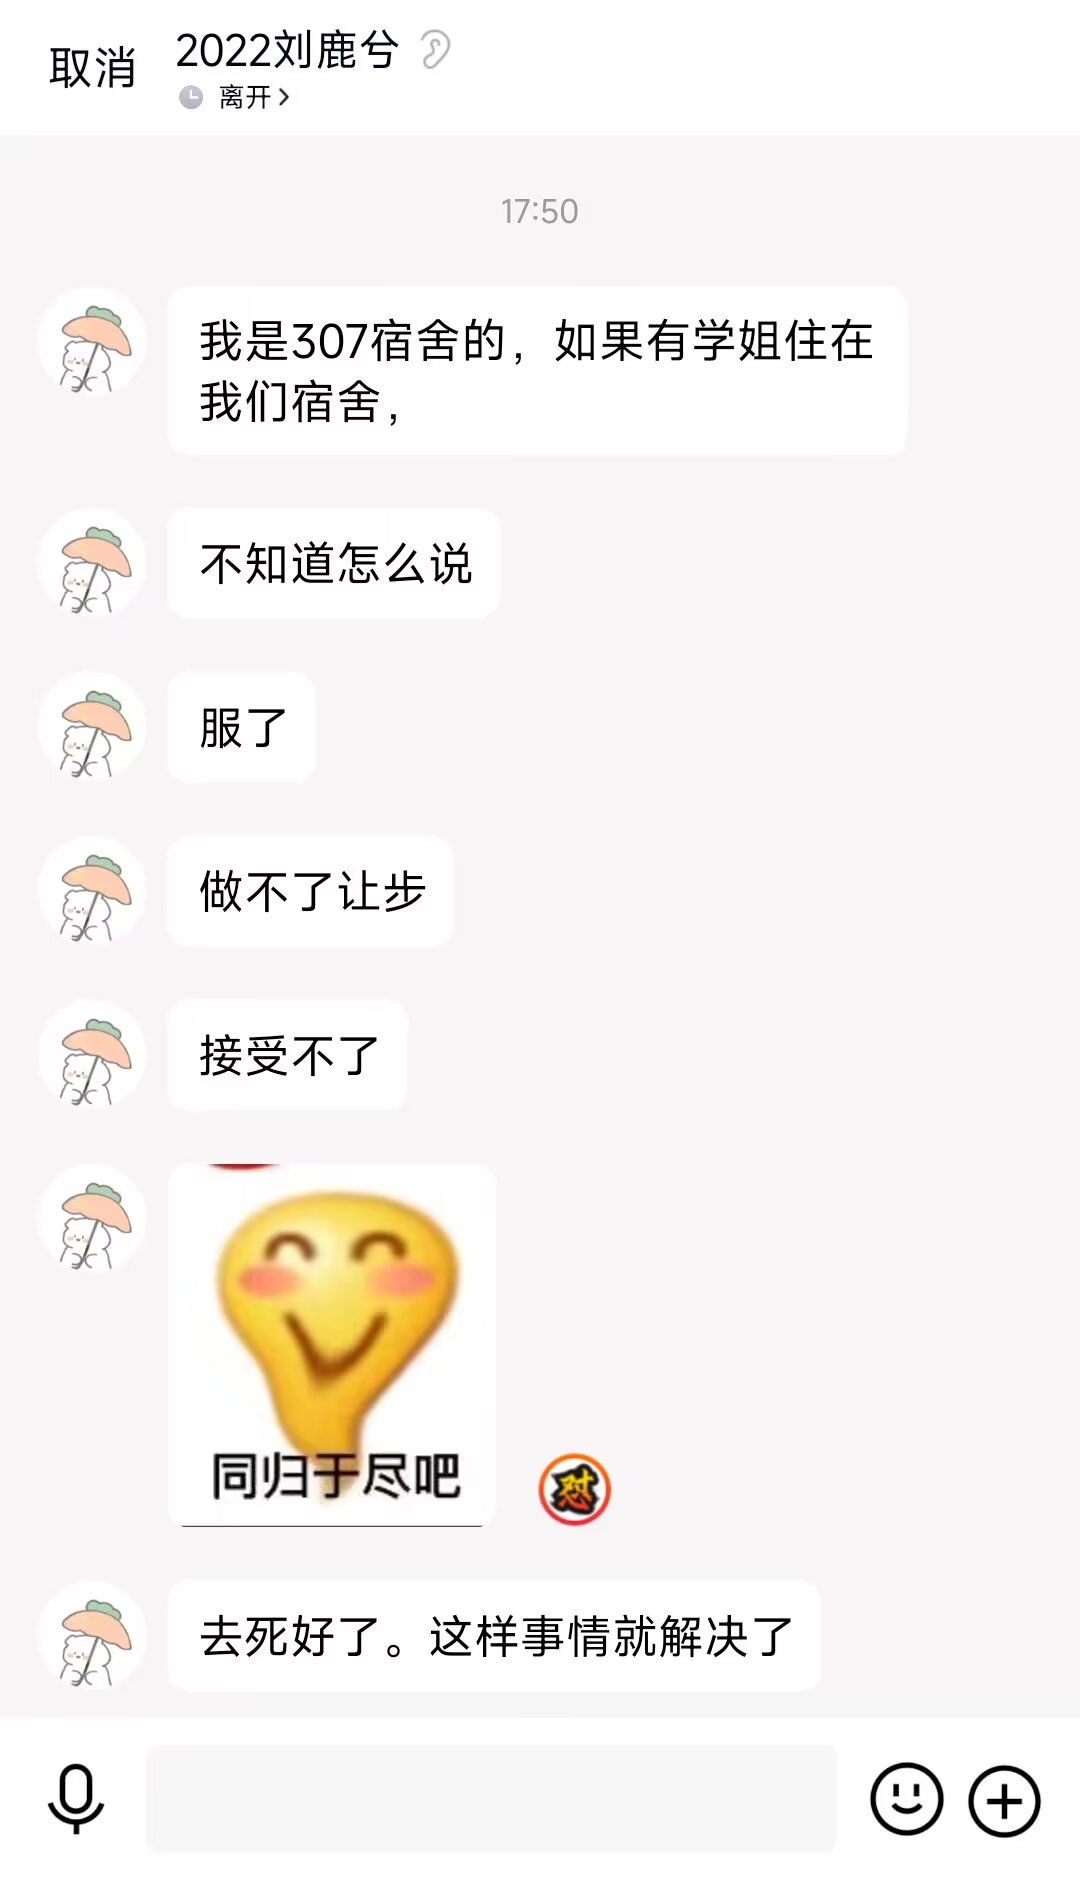 取消
2022刘鹿兮
离开
17:50
我是307宿舍的，如果有学姐住在
我们宿舍，
不知道怎么说
服了
做不了让步
接受不了
同归于尽吧
怼
去死好了。这样事情就解决了